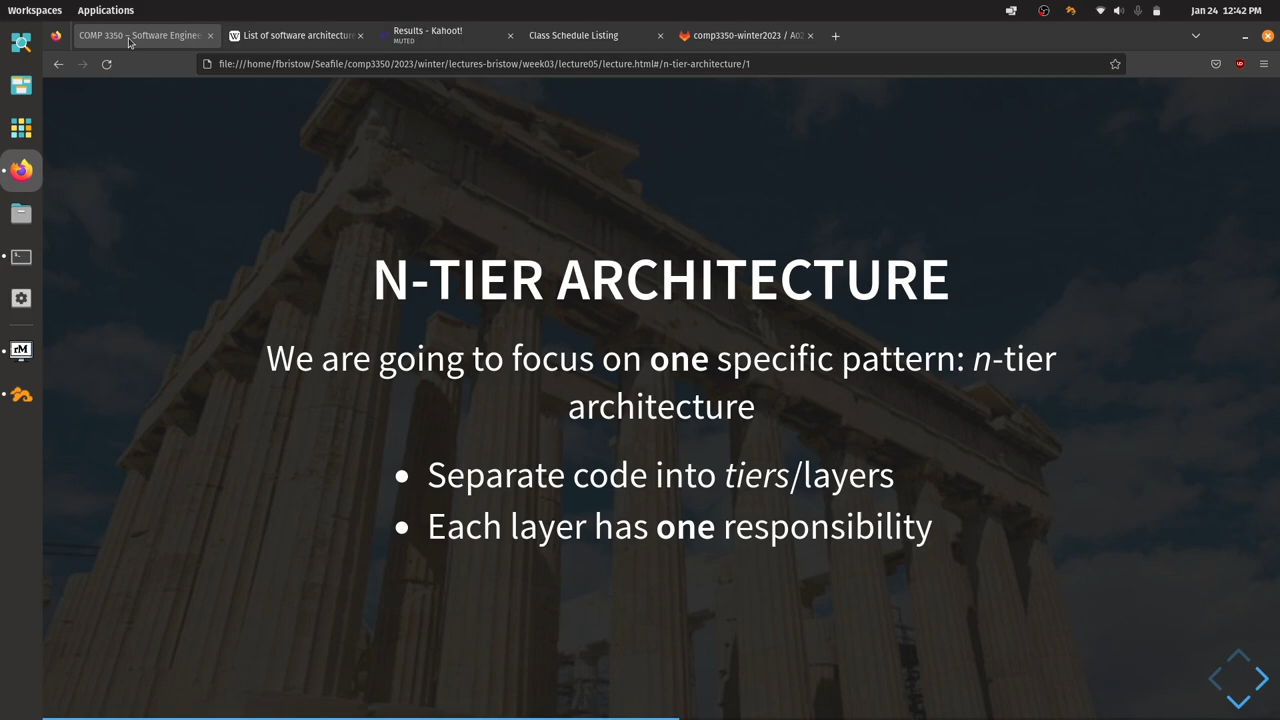 Workspaces Applications Jan 24 12:42 PM
COMP 3350 – Software Enginee List of software architecture Results - Kahoot! Class Schedule Listing comp3350-winter2023 / A02
MUTED
file:///home/fbristow/Seafile/comp3350/2023/winter/lectures-bristow/week03/lecture05/lecture.html#/n-tier-architecture/1
N-TIER ARCHITECTURE
We are going to focus on one specific pattern: n-tier
architecture
• Separate code into tiers/layers
• Each layer has one responsibility
rM